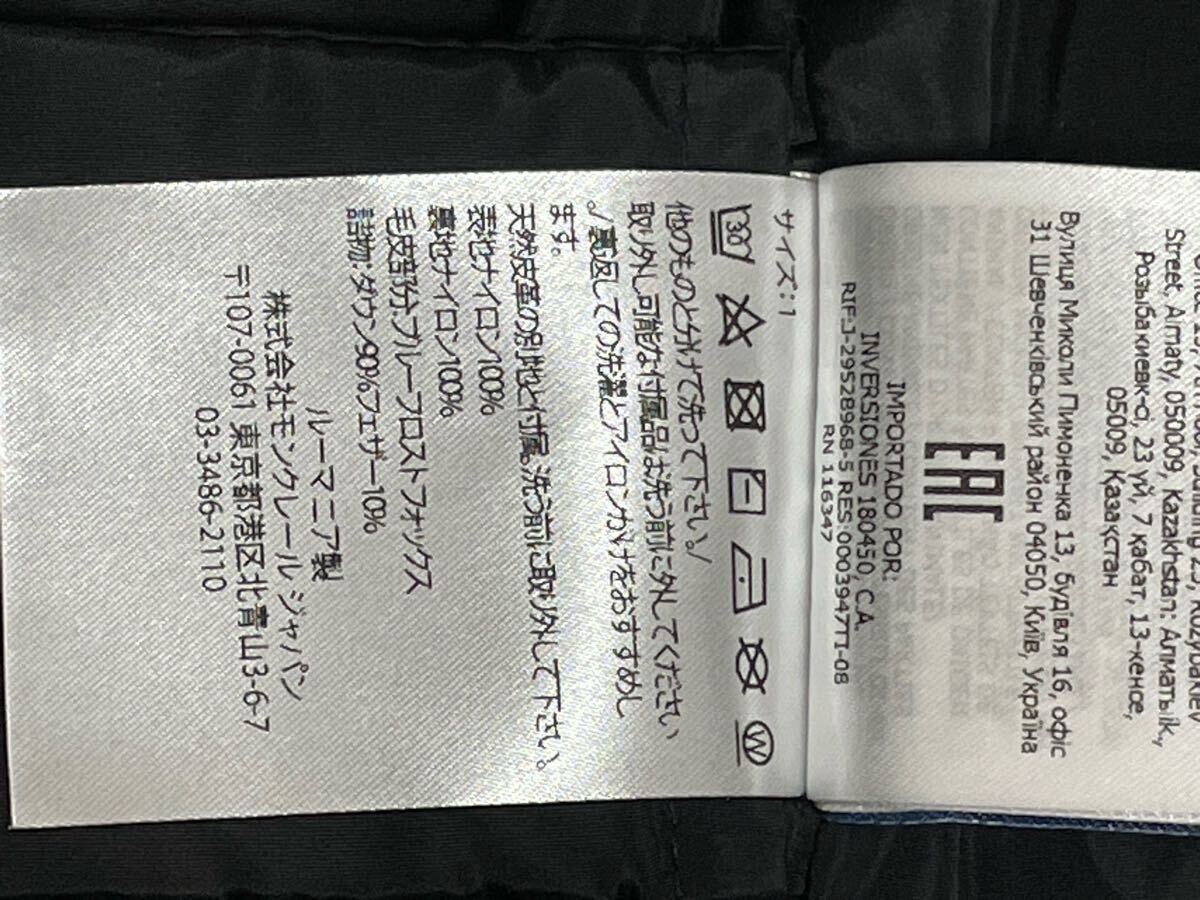 Street, Almaty, 050009, Kazakhstan: Алматыik.,
Розыбакиевк-сi, 23 үй, 7 қабат, 13-кеңсе,
05009, Қазақстан
Вулиця Миколи Пимоненка 13, будівля 16, офіс
31 Шевченківський район 04050, Київ, Україна
EAC
IMPORTADO POR:
INVERSIONES 180450, C.A.
RIF:J-29528968-5 RES:0003947TI-08
RN 116347
サイズ:1
30
W
他のものと分けて洗って下さい。/
取り外し可能な付属品は洗う前に外してください
。/裏返しての洗濯とアイロンがけをおすすめし
ます。
天然皮革の別地と付属。洗う前に取り外して下さい。
表地ナイロン100%
裏地ナイロン100%
毛皮部分:ブルーフロストフォックス
詰物:ダウン90%フェザー10%
ルーマニア製
株式会社モンクレール ジャパン
〒107-0061 東京都港区北青山3-6-7
03-3486-2110